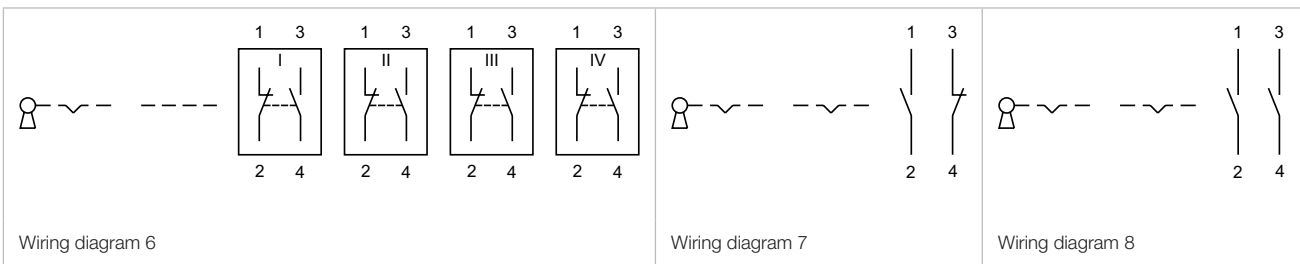 1 3 1 3 1 3 1 3 1 3 1 3
I II III IV
2 4 2 4 2 4 2 4 2 4 2 4
Wiring diagram 6 Wiring diagram 7 Wiring diagram 8